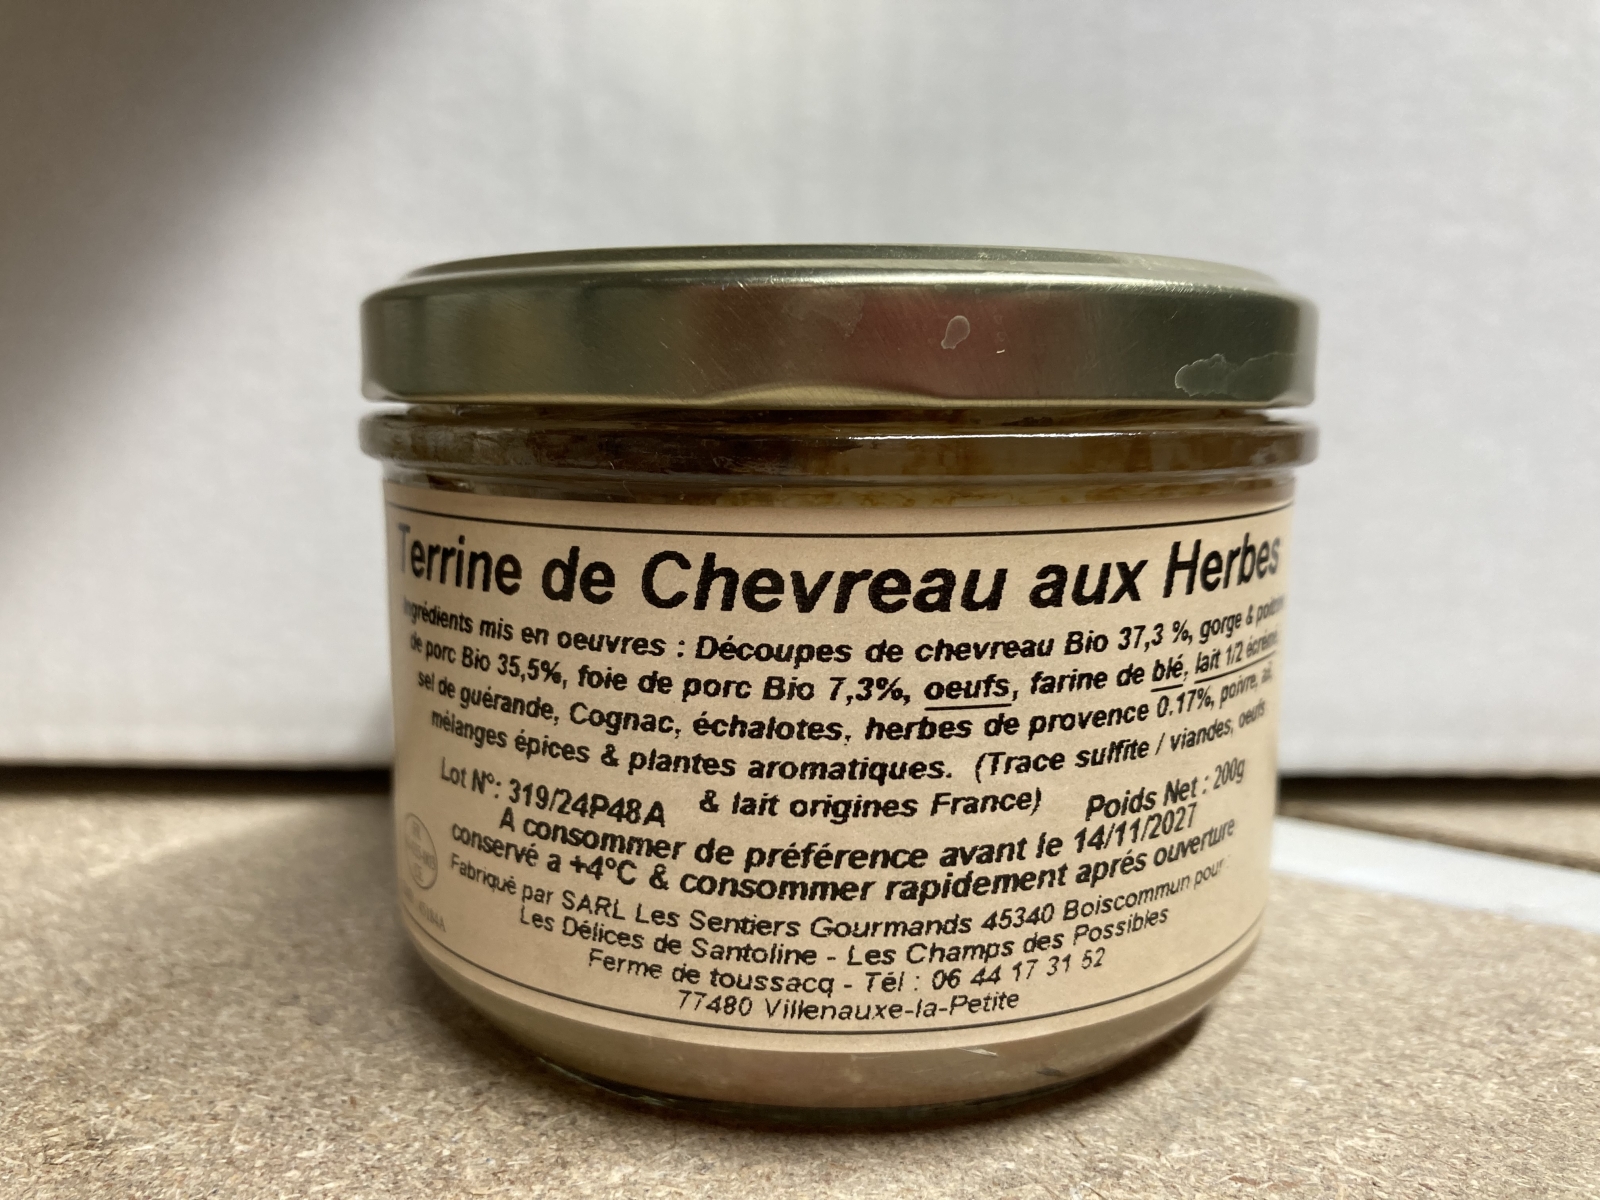 Terrine de Chevreau aux Herbes
Ingrédients mis en oeuvres : Découpes de chevreau Bio 37,3 %, gorge & poitrine
de porc Bio 35,5%, foie de porc Bio 7,3%, oeufs, farine de blé, lait 1/2 écrémé,
sel de guérande, Cognac, échalotes, herbes de provence 0.17%, poivre, ail,
mélanges épices & plantes aromatiques. (Trace sulfite / viandes, oeufs
& lait origines France)
Lot N°: 319/24P48A Poids Net : 200g
A consommer de préférence avant le 14/11/2027
conservé a +4°C & consommer rapidement aprés ouverture
Fabriqué par SARL Les Sentiers Gourmands 45340 Boiscommun pour
Les Délices de Santoline - Les Champs des Possibles
Ferme de toussacq - Tél : 06 44 17 31 52
77480 Villenauxe-la-Petite